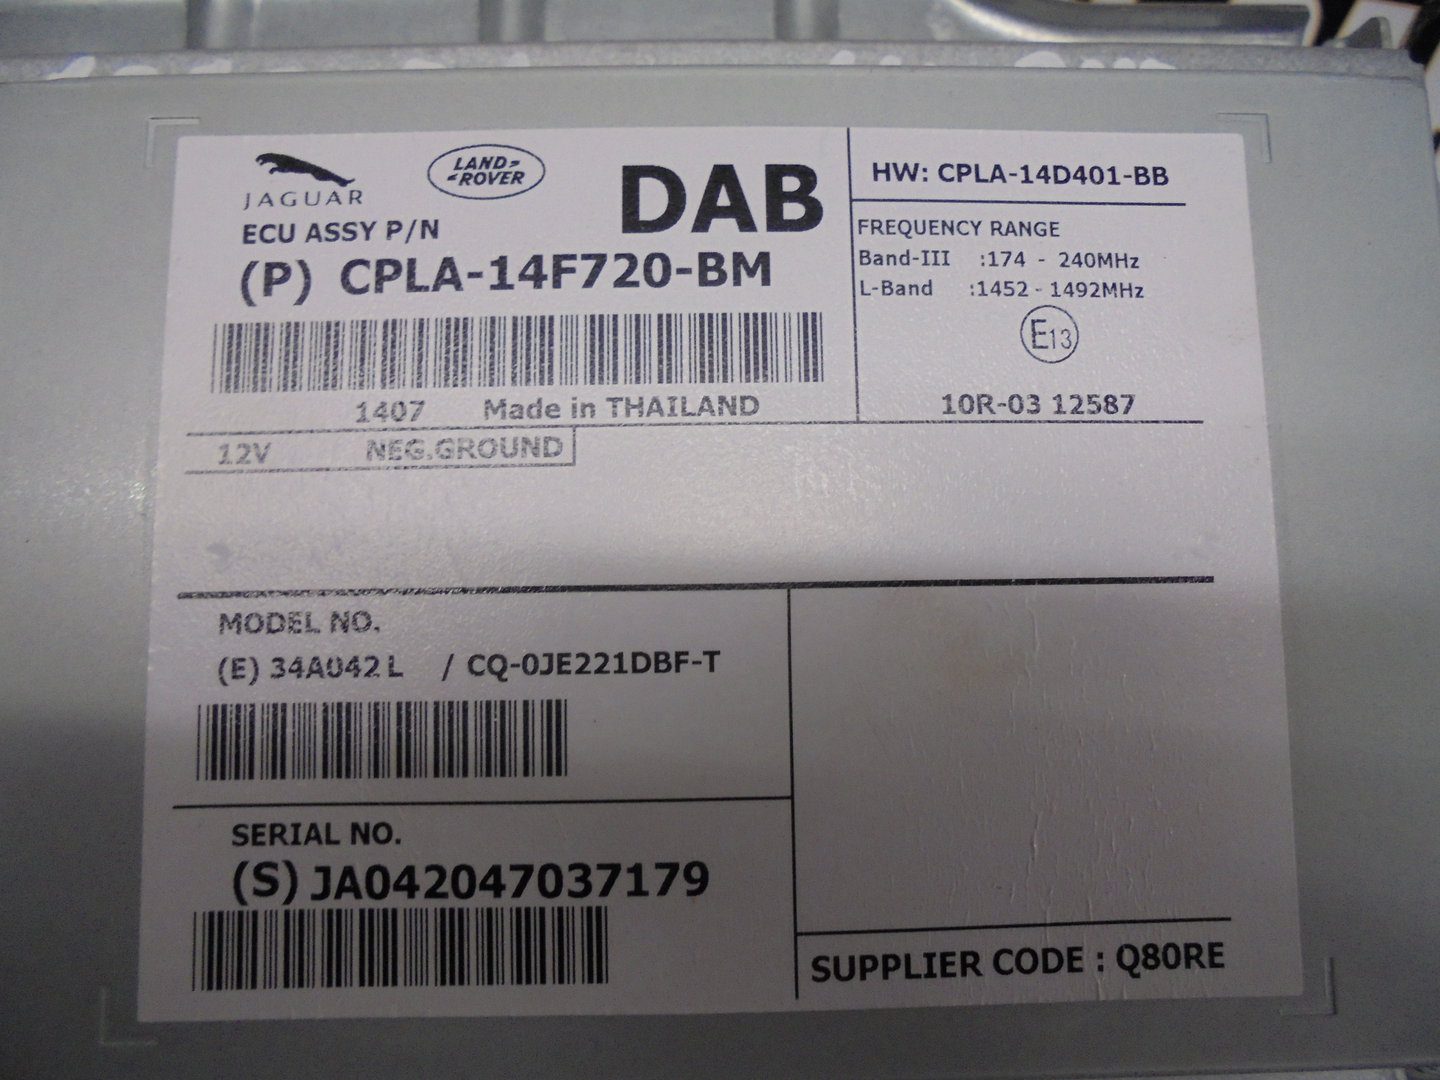 JAGUAR
LAND-
-ROVER
DAB
ECU ASSY P/N
(P) CPLA-14F720-BM
1407 Made in THAILAND
HW: CPLA-14D401-BB
FREQUENCY RANGE
Band-III :174 - 240MHz
L-Band :1452 - 1492MHz
E13
10R-03 12587
12V NEG.GROUND
MODEL NO.
(E) 34A042L / CQ-0JE221DBF-T
SERIAL NO.
(S) JA042047037179
SUPPLIER CODE : Q80RE